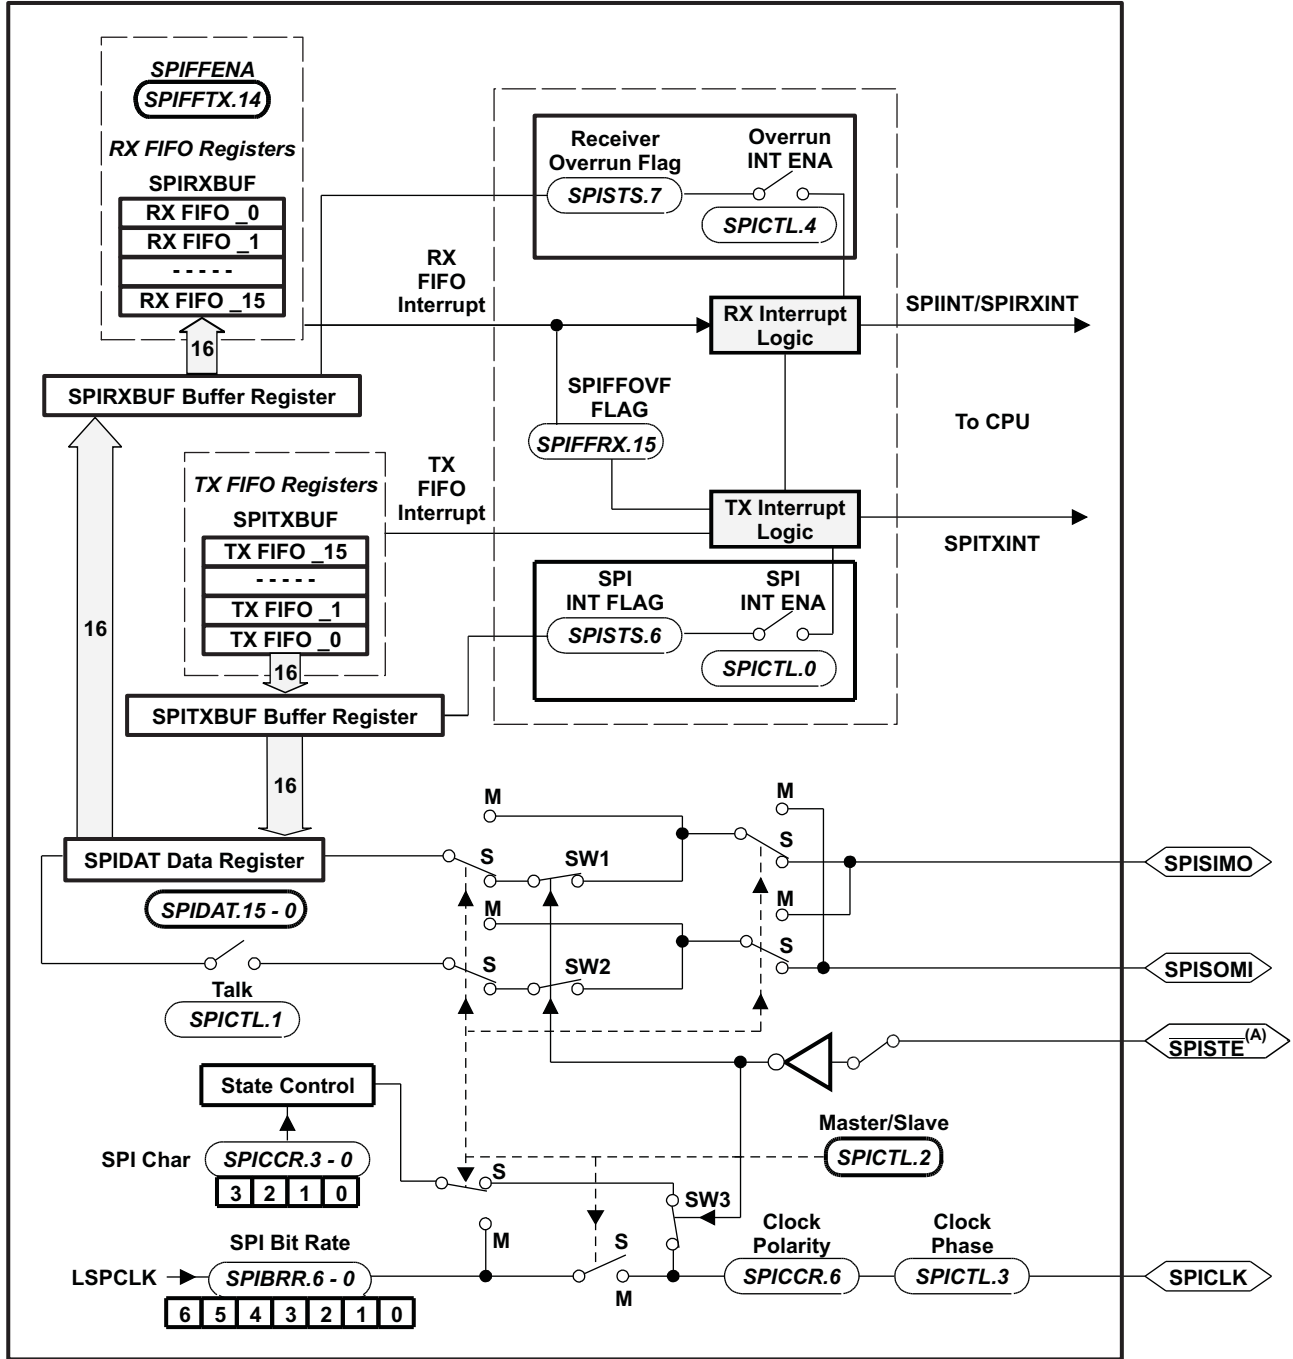 SPIFFENA
SPIFFTX.14
RX FIFO Registers
SPIRXBUF
RX FIFO _0
RX FIFO _1
- - - - -
RX FIFO _15
16
SPIRXBUF Buffer Register
RX
FIFO
Interrupt
Receiver
Overrun Flag
SPISTS.7
Overrun
INT ENA
SPICTL.4
RX Interrupt
Logic
SPIINT/SPIRXINT
SPIFFOVF
FLAG
SPIFFRX.15
To CPU
TX FIFO Registers
SPITXBUF
TX FIFO _15
- - - - -
TX FIFO _1
TX FIFO _0
16
16
TX
FIFO
Interrupt
TX Interrupt
Logic
SPITXINT
SPI
INT FLAG
SPISTS.6
SPI
INT ENA
SPICTL.0
SPITXBUF Buffer Register
16
SPIDAT Data Register
SPIDAT.15 - 0
M
S
SW1
M
S
SPISIMO
M
S
SW2
M
S
SPISOMI
Talk
SPICTL.1
SPISTE(A)
State Control
Master/Slave
SPICTL.2
SPI Char
SPICCR.3 - 0
3 2 1 0
S
M
SW3
SPI Bit Rate
LSPCLK
SPIBRR.6 - 0
6 5 4 3 2 1 0
S
M
Clock
Polarity
SPICCR.6
Clock
Phase
SPICTL.3
SPICLK